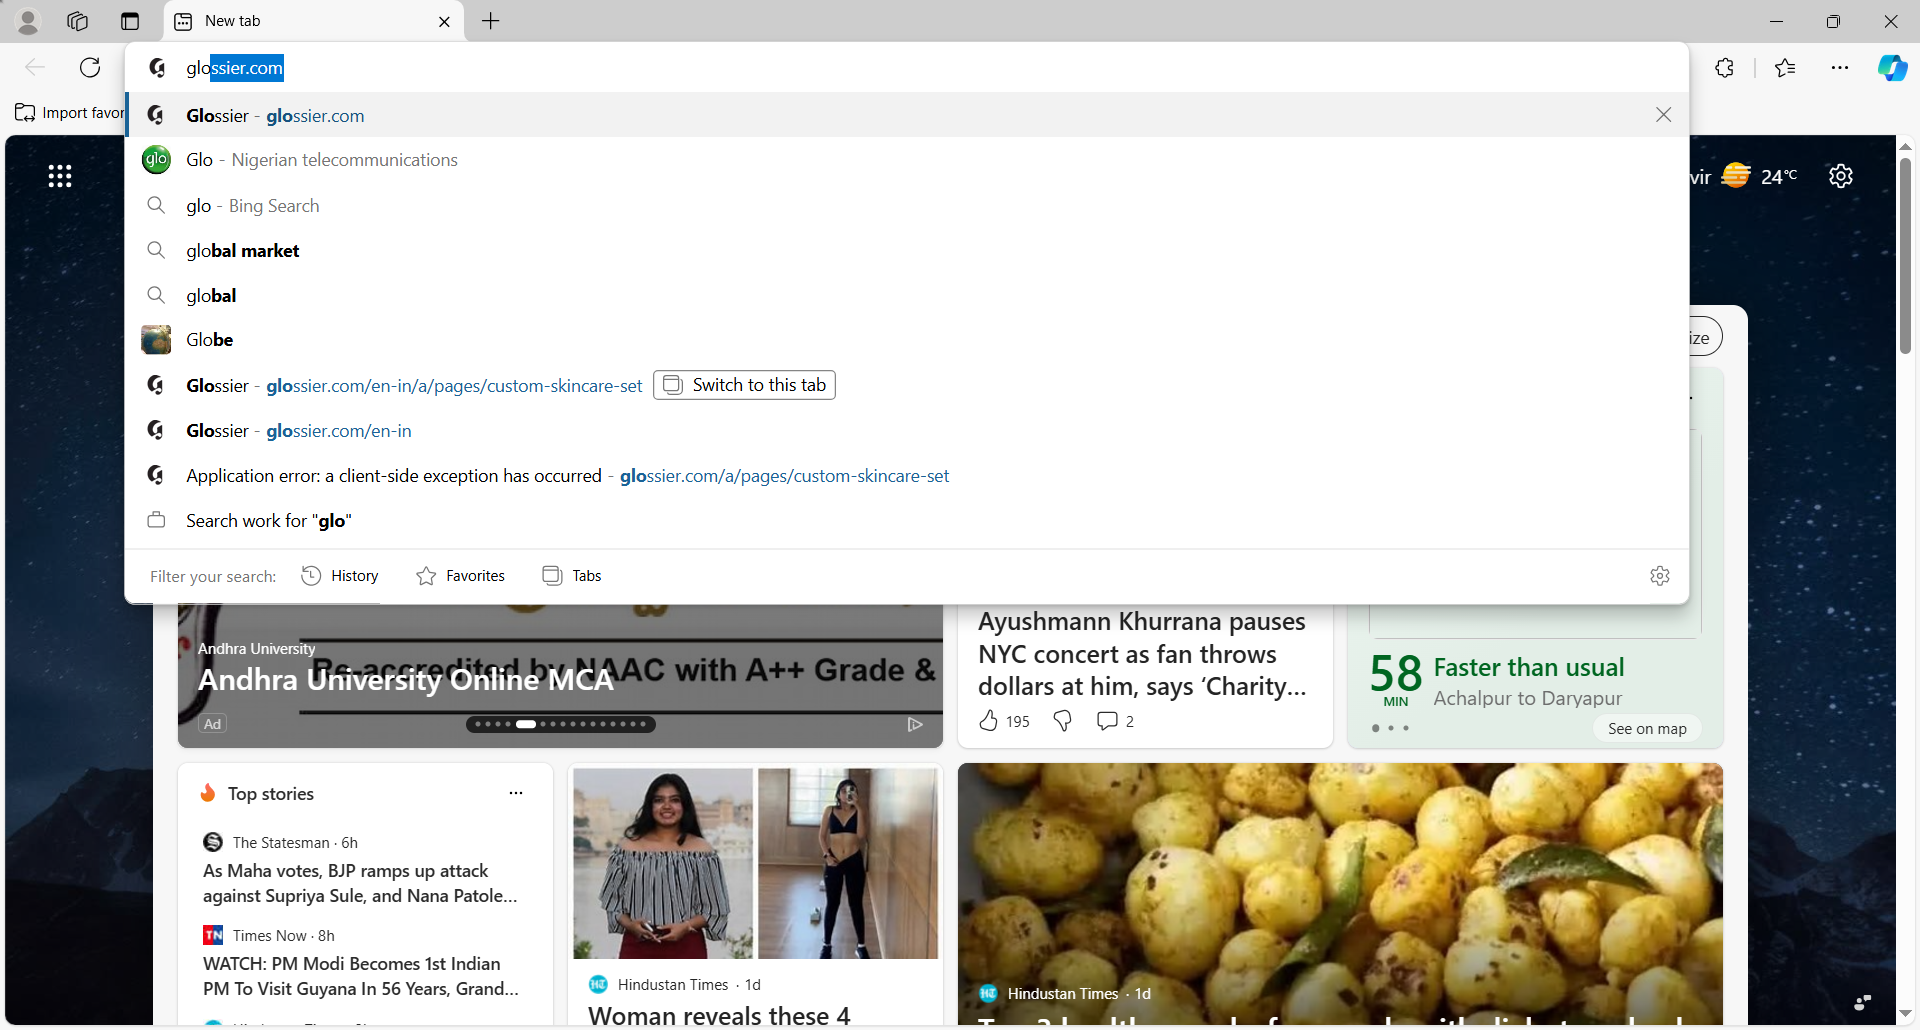 New tab
glossier.com
Import favor
Glossier - glossier.com
glo
Glo - Nigerian telecommunications
glo - Bing Search
global market
global
Globe
Glossier - glossier.com/en-in/a/pages/custom-skincare-set
Switch to this tab
Glossier - glossier.com/en-in
Application error: a client-side exception has occurred - glossier.com/a/pages/custom-skincare-set
Search work for "glo"
Filter your search:
History
Favorites
Tabs
vir
24°C
ize
Andhra University
Re-accredited by NAAC with A++ Grade &
Andhra University Online MCA
Ad
Ayushmann Khurrana pauses
NYC concert as fan throws
dollars at him, says ‘Charity...
195
2
58
MIN
Faster than usual
Achalpur to Daryapur
See on map
Top stories
The Statesman · 6h
As Maha votes, BJP ramps up attack
against Supriya Sule, and Nana Patole...
TN
Times Now · 8h
WATCH: PM Modi Becomes 1st Indian
PM To Visit Guyana In 56 Years, Grand...
HT
Hindustan Times · 1d
Woman reveals these 4
HT
Hindustan Times · 1d